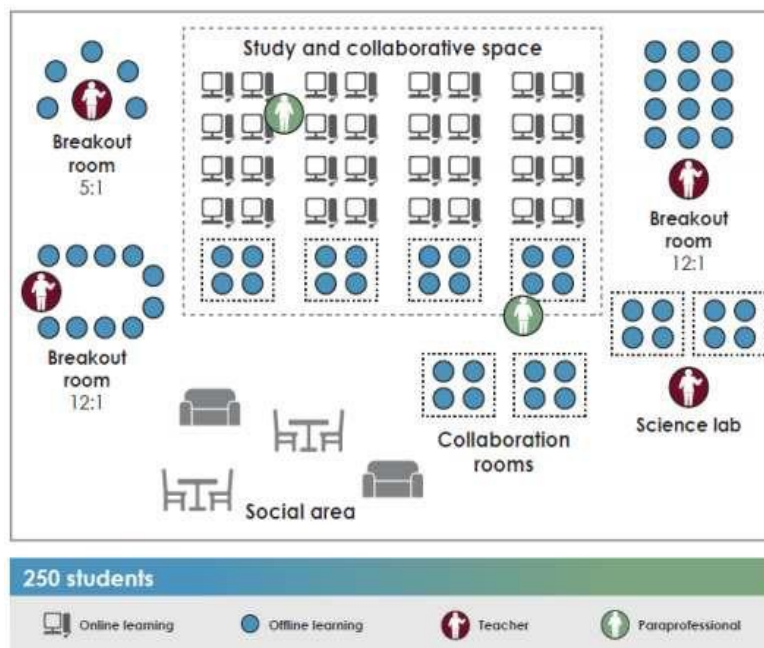 Study and collaborative space
Breakout
room
5:1
Breakout
room
12:1
Breakout
room
12:1
Science lab
Collaboration
rooms
Social area
250 students
Online learning
Offline learning
Teacher
Paraprofessional